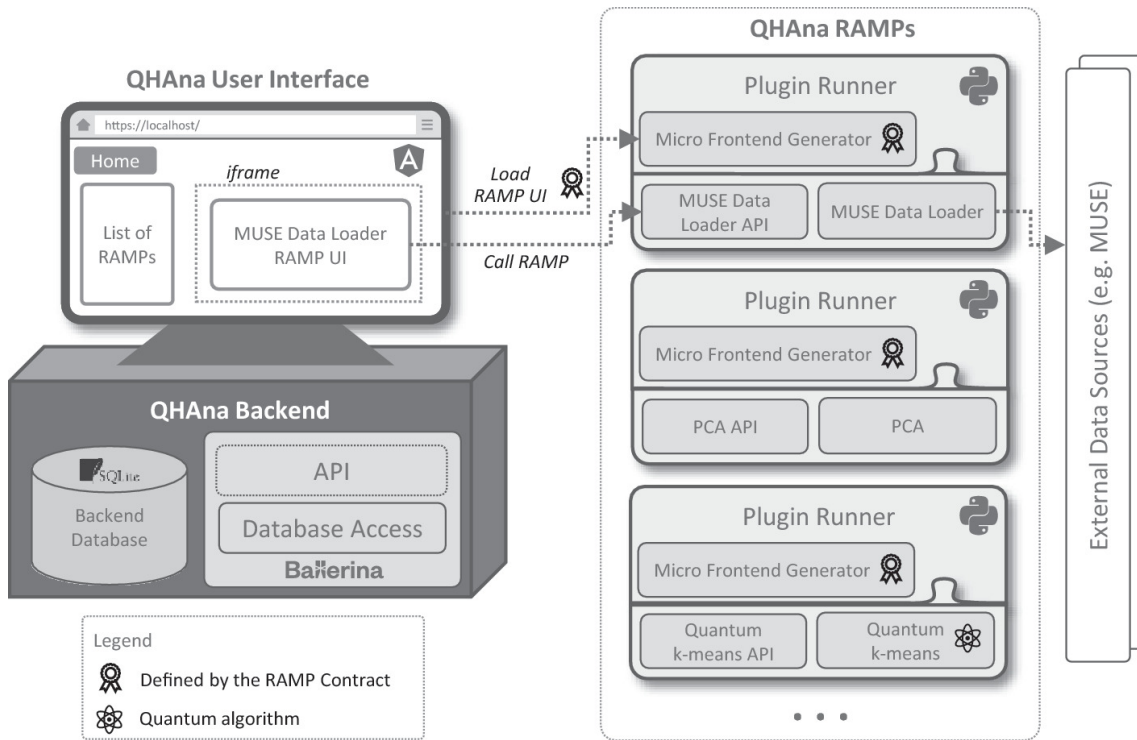 QHAna User Interface
https://localhost/
Home
iframe
List of
RAMPs
MUSE Data Loader
RAMP UI
Load
RAMP UI
Call RAMP
QHAna Backend
SQLite
Backend
Database
API
Database Access
Ballerina
Legend
Defined by the RAMP Contract
Quantum algorithm
QHAna RAMPs
Plugin Runner
Micro Frontend Generator
MUSE Data
Loader API
MUSE Data Loader
Plugin Runner
Micro Frontend Generator
PCA API
PCA
Plugin Runner
Micro Frontend Generator
Quantum
k-means API
Quantum
k-means
• • •
External Data Sources (e.g. MUSE)